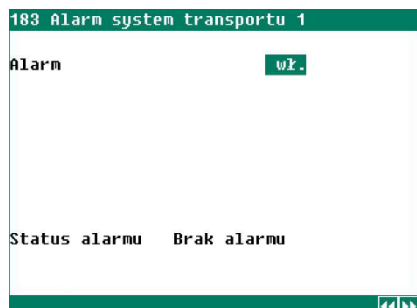 183 Alarm system transportu 1
Alarm wł.
Status alarmu Brak alarmu